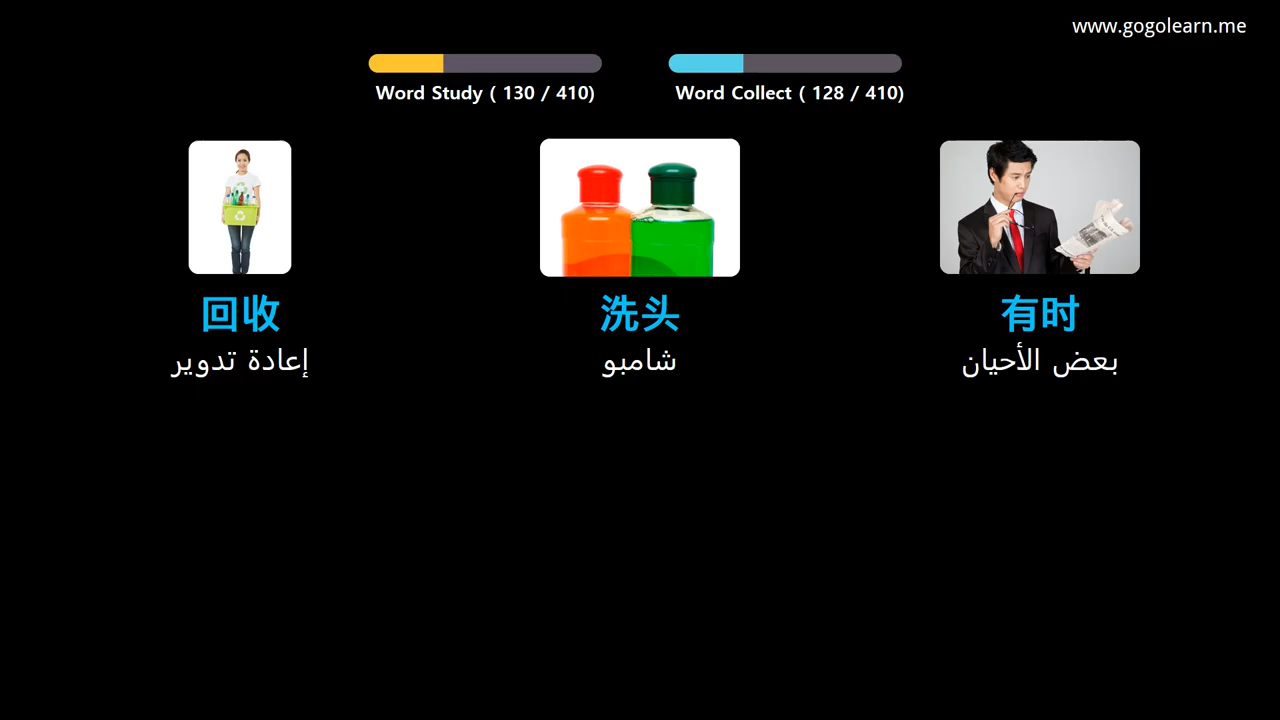 www.gogolearn.me
Word Study ( 130 / 410)
Word Collect ( 128 / 410)
回收
洗头
有时
إعادة تدوير
شامبو
بعض الأحيان